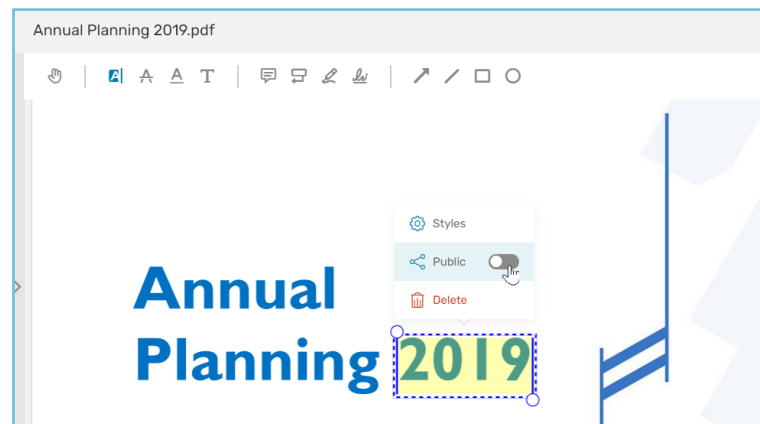 Annual Planning 2019.pdf
A A A T
Styles
Public
Delete
Annual
Planning 2019